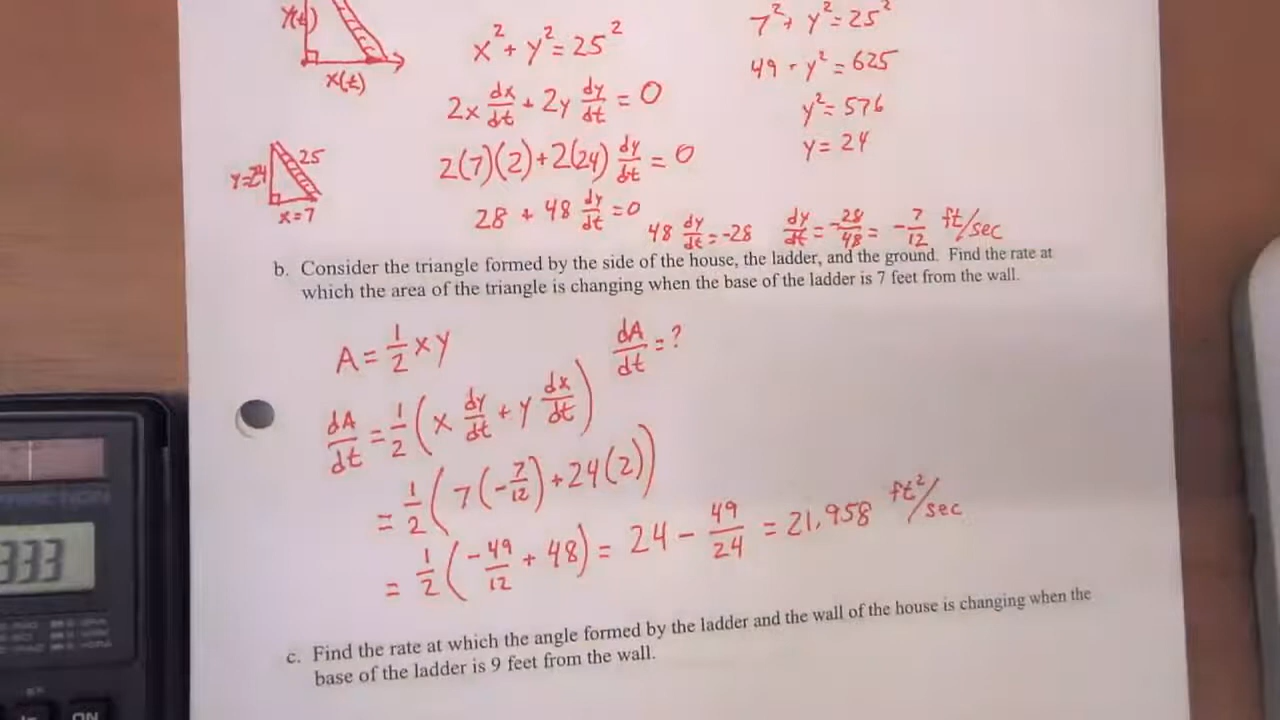 y(t)
x(t)
x² + y² = 25²
2x dx/dt + 2y dy/dt = 0
2(7)(2) + 2(24) dy/dt = 0
28 + 48 dy/dt = 0
48 dy/dt = -28
dy/dt = -28/48 = -7/12 ft/sec
7² + y² = 25²
49 + y² = 625
y² = 576
y = 24
25
y=24
x=7
b. Consider the triangle formed by the side of the house, the ladder, and the ground. Find the rate at
which the area of the triangle is changing when the base of the ladder is 7 feet from the wall.
A = 1/2 xy
dA/dt = ?
dA/dt = 1/2 (x dy/dt + y dx/dt)
= 1/2 (7(-7/12) + 24(2))
= 1/2 (-49/12 + 48) = 24 - 49/24 = 21.958 ft²/sec
c. Find the rate at which the angle formed by the ladder and the wall of the house is changing when the
base of the ladder is 9 feet from the wall.
333
ON